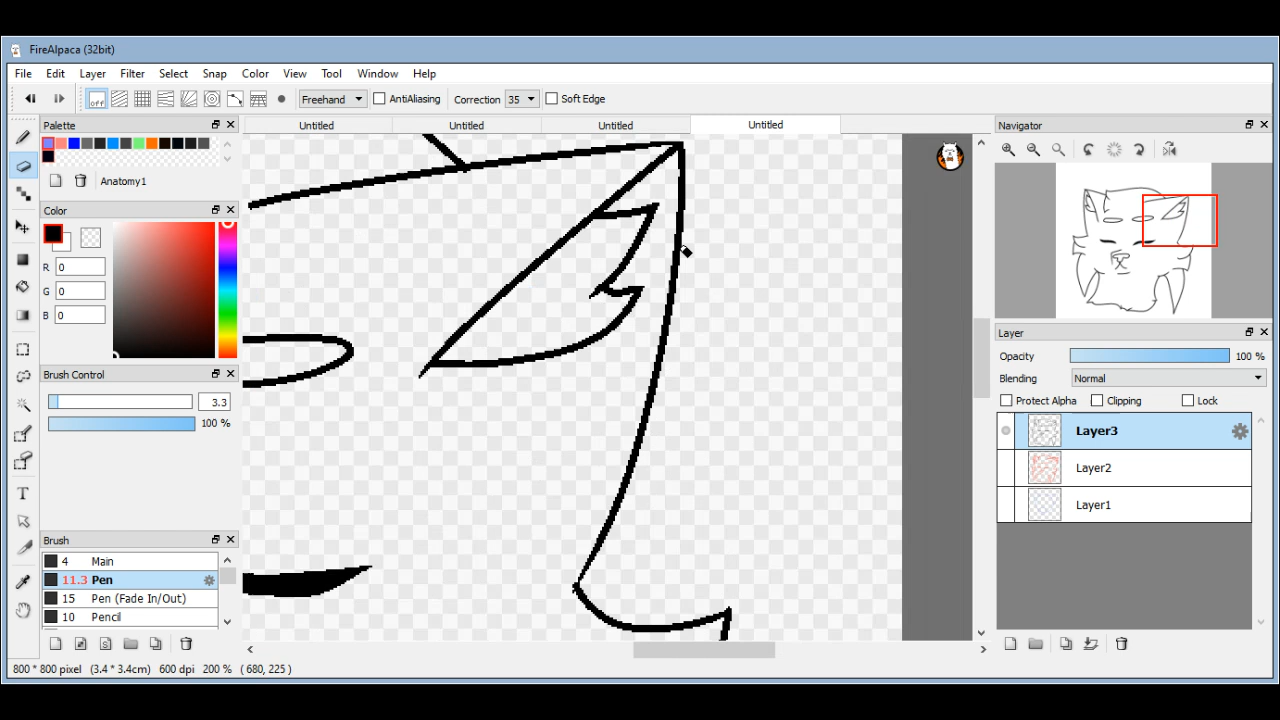 FireAlpaca (32bit)
File Edit Layer Filter Select Snap Color View Tool Window Help
off Freehand AntiAliasing Correction 35 Soft Edge
Palette
Anatomy1
Color
R 0
G 0
B 0
Brush Control
3.3
100 %
Brush
4 Main
11.3 Pen
15 Pen (Fade In/Out)
10 Pencil
Untitled Untitled Untitled Untitled
Navigator
Layer
Opacity 100 %
Blending Normal
Protect Alpha Clipping Lock
Layer3
Layer2
Layer1
800 * 800 pixel (3.4 * 3.4cm) 600 dpi 200 % ( 680, 225 )